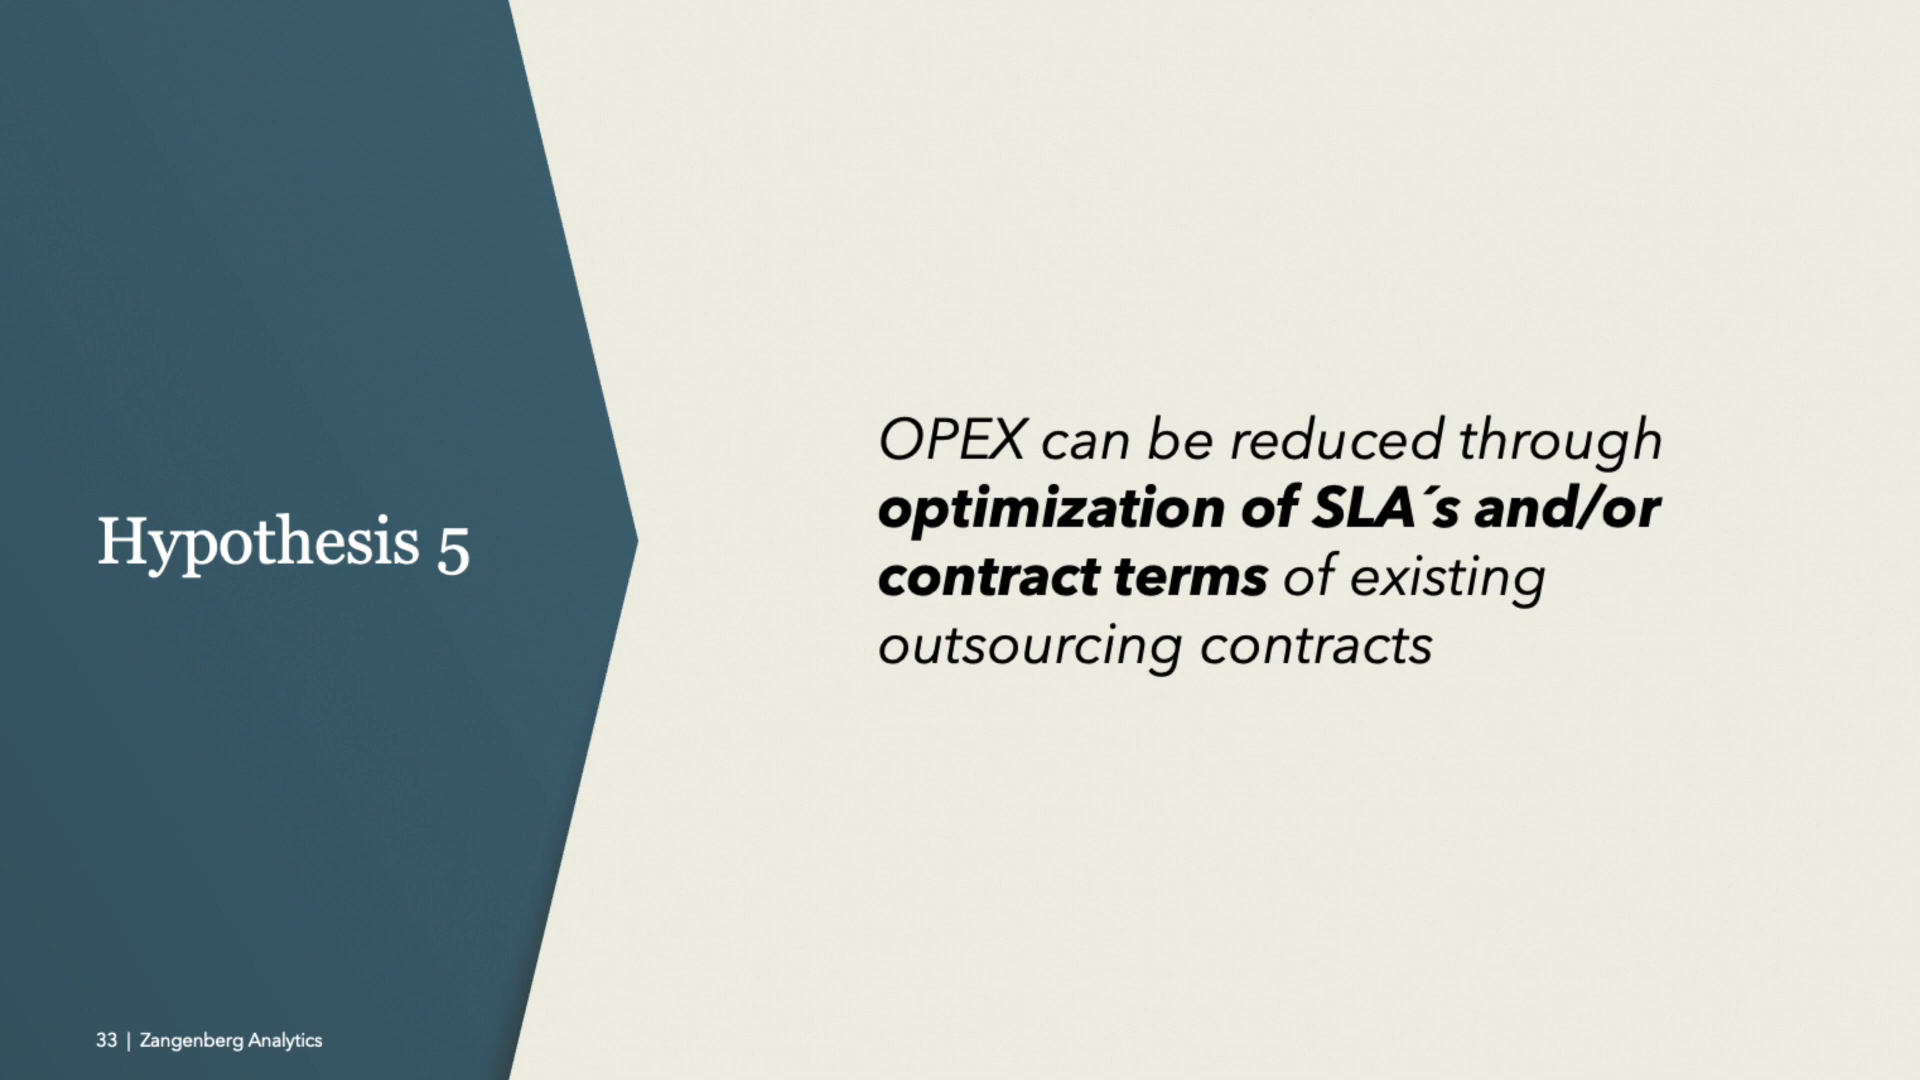 Hypothesis 5
OPEX can be reduced through
optimization of SLA´s and/or
contract terms of existing
outsourcing contracts
33 | Zangenberg Analytics